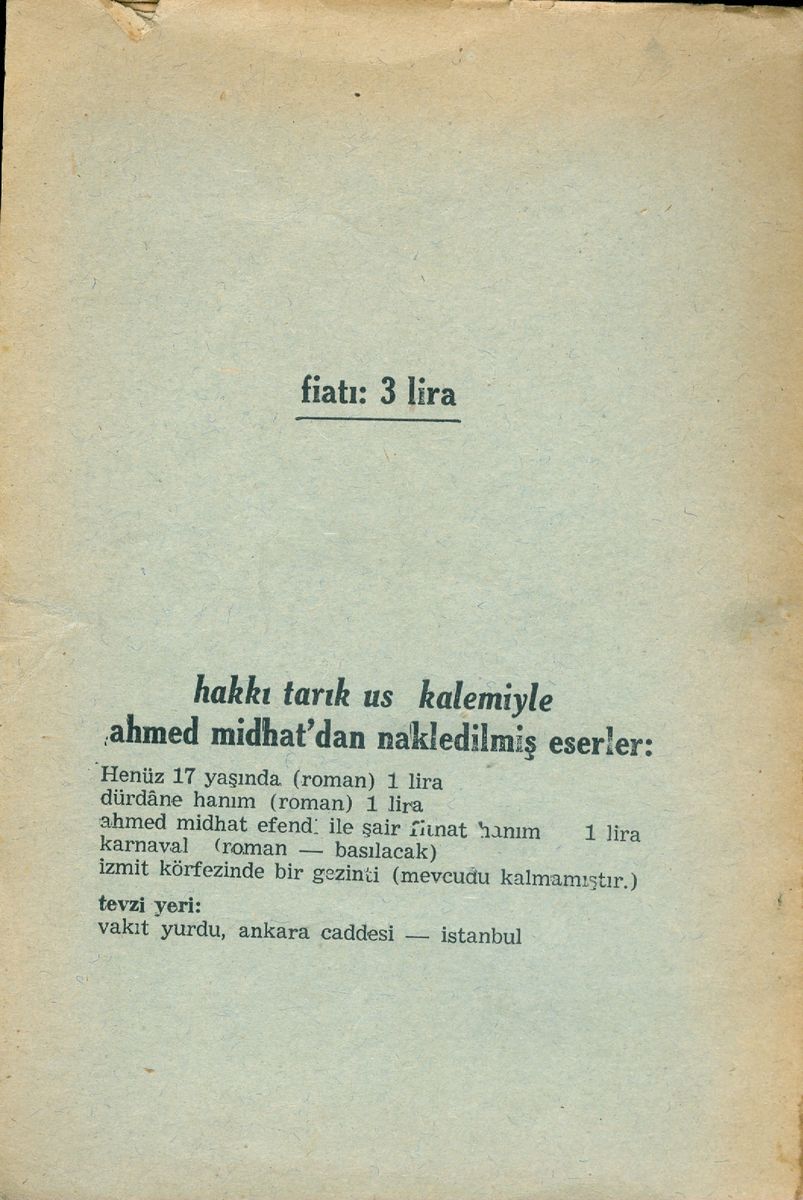 fiatı: 3 lira
hakkı tarık us kalemiyle
ahmed midhat'dan nakledilmiş eserler:
Henüz 17 yaşında (roman) 1 lira
dürdâne hanım (roman) 1 lira
ahmed midhat efendi ile şair fitnat hanım 1 lira
karnaval (roman — basılacak)
izmit körfezinde bir gezinti (mevcudu kalmamıştır.)
tevzi yeri:
vakıt yurdu, ankara caddesi — istanbul